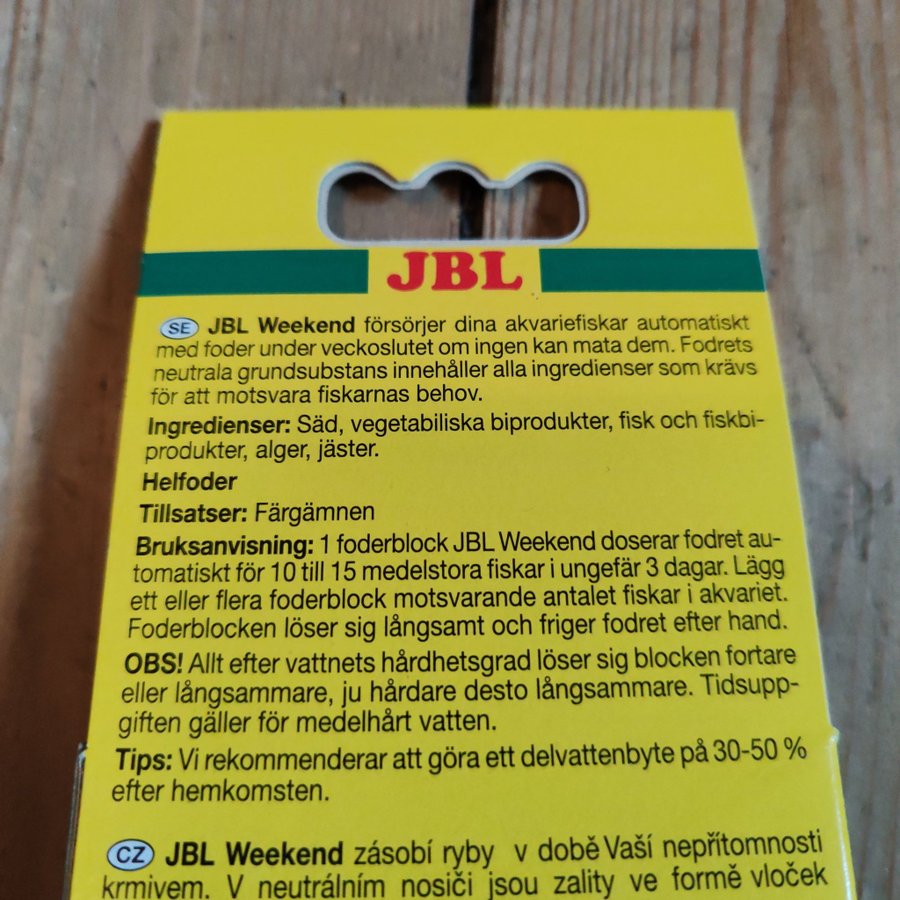 JBL
SE JBL Weekend försörjer dina akvariefiskar automatiskt
med foder under veckoslutet om ingen kan mata dem. Fodrets
neutrala grundsubstans innehåller alla ingredienser som krävs
för att motsvara fiskarnas behov.
Ingredienser: Säd, vegetabiliska biprodukter, fisk och fiskbi-
produkter, alger, jäster.
Helfoder
Tillsatser: Färgämnen
Bruksanvisning: 1 foderblock JBL Weekend doserar fodret au-
tomatiskt för 10 till 15 medelstora fiskar i ungefär 3 dagar. Lägg
ett eller flera foderblock motsvarande antalet fiskar i akvariet.
Foderblocken löser sig långsamt och friger fodret efter hand.
OBS! Allt efter vattnets hårdhetsgrad löser sig blocken fortare
eller långsammare, ju hårdare desto långsammare. Tidsupp-
giften gäller för medelhårt vatten.
Tips: Vi rekommenderar att göra ett delvattenbyte på 30-50 %
efter hemkomsten.
CZ JBL Weekend zásobí ryby v době Vaší nepřítomnosti
krmivem. V neutrálním nosiči jsou zality ve formě vloček